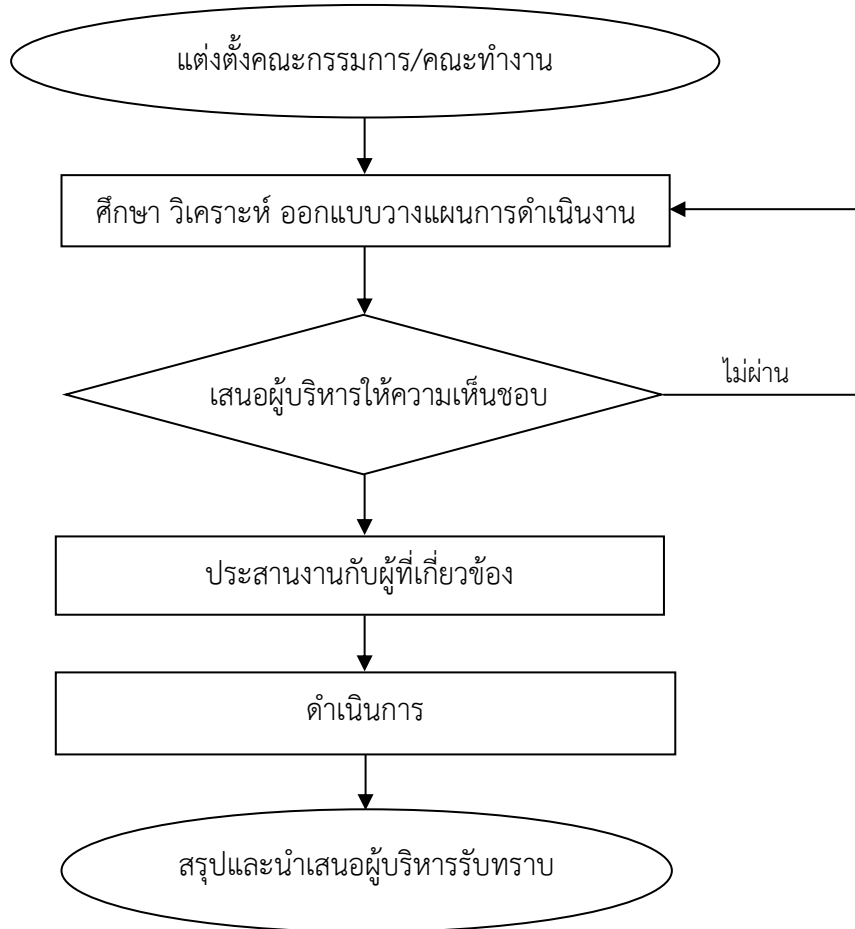 แต่งตั้งคณะกรรมการ/คณะทำงาน
ศึกษา วิเคราะห์ ออกแบบวางแผนการดำเนินงาน
เสนอผู้บริหารให้ความเห็นชอบ
ไม่ผ่าน
ประสานงานกับผู้ที่เกี่ยวข้อง
ดำเนินการ
สรุปและนำเสนอผู้บริหารรับทราบ